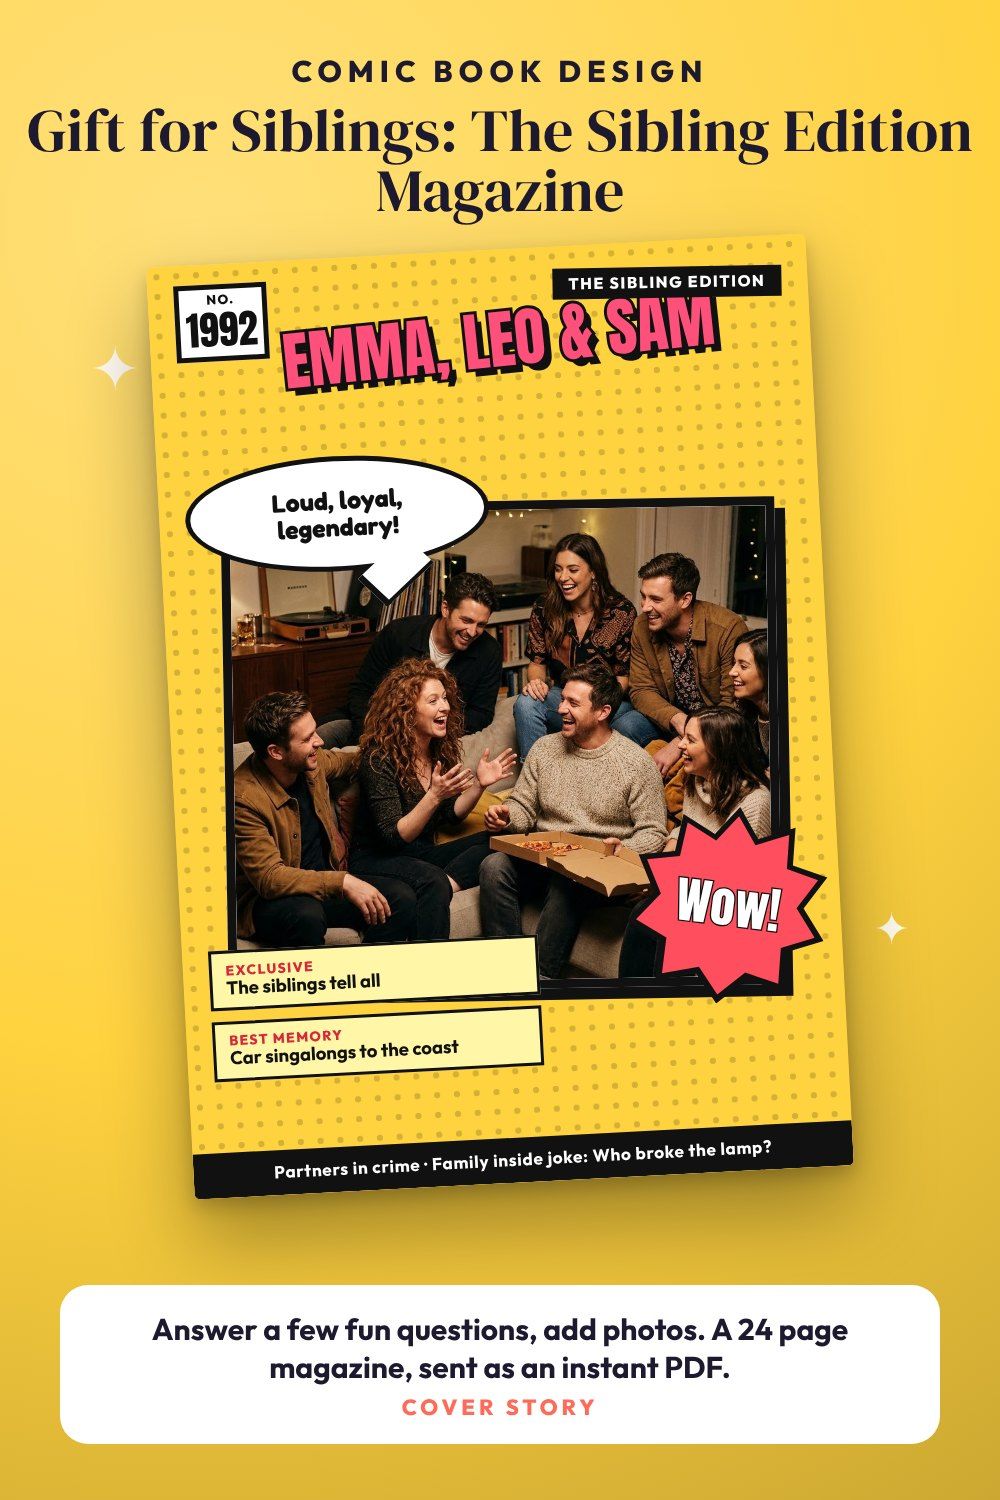 COMIC BOOK DESIGN
Gift for Siblings: The Sibling Edition
Magazine
THE SIBLING EDITION
NO.
1992
EMMA, LEO & SAM
Loud, loyal,
legendary!
Wow!
EXCLUSIVE
The siblings tell all
BEST MEMORY
Car singalongs to the coast
Partners in crime · Family inside joke: Who broke the lamp?
Answer a few fun questions, add photos. A 24 page
magazine, sent as an instant PDF.
COVER STORY